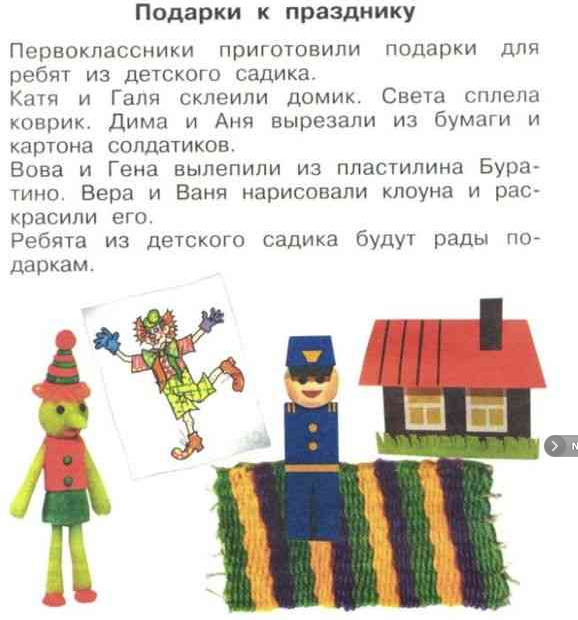 Подарки к празднику
Первоклассники приготовили подарки для
ребят из детского садика.
Катя и Галя склеили домик. Света сплела
коврик. Дима и Аня вырезали из бумаги и
картона солдатиков.
Вова и Гена вылепили из пластилина Бура-
тино. Вера и Ваня нарисовали клоуна и рас-
красили его.
Ребята из детского садика будут рады по-
даркам.
N